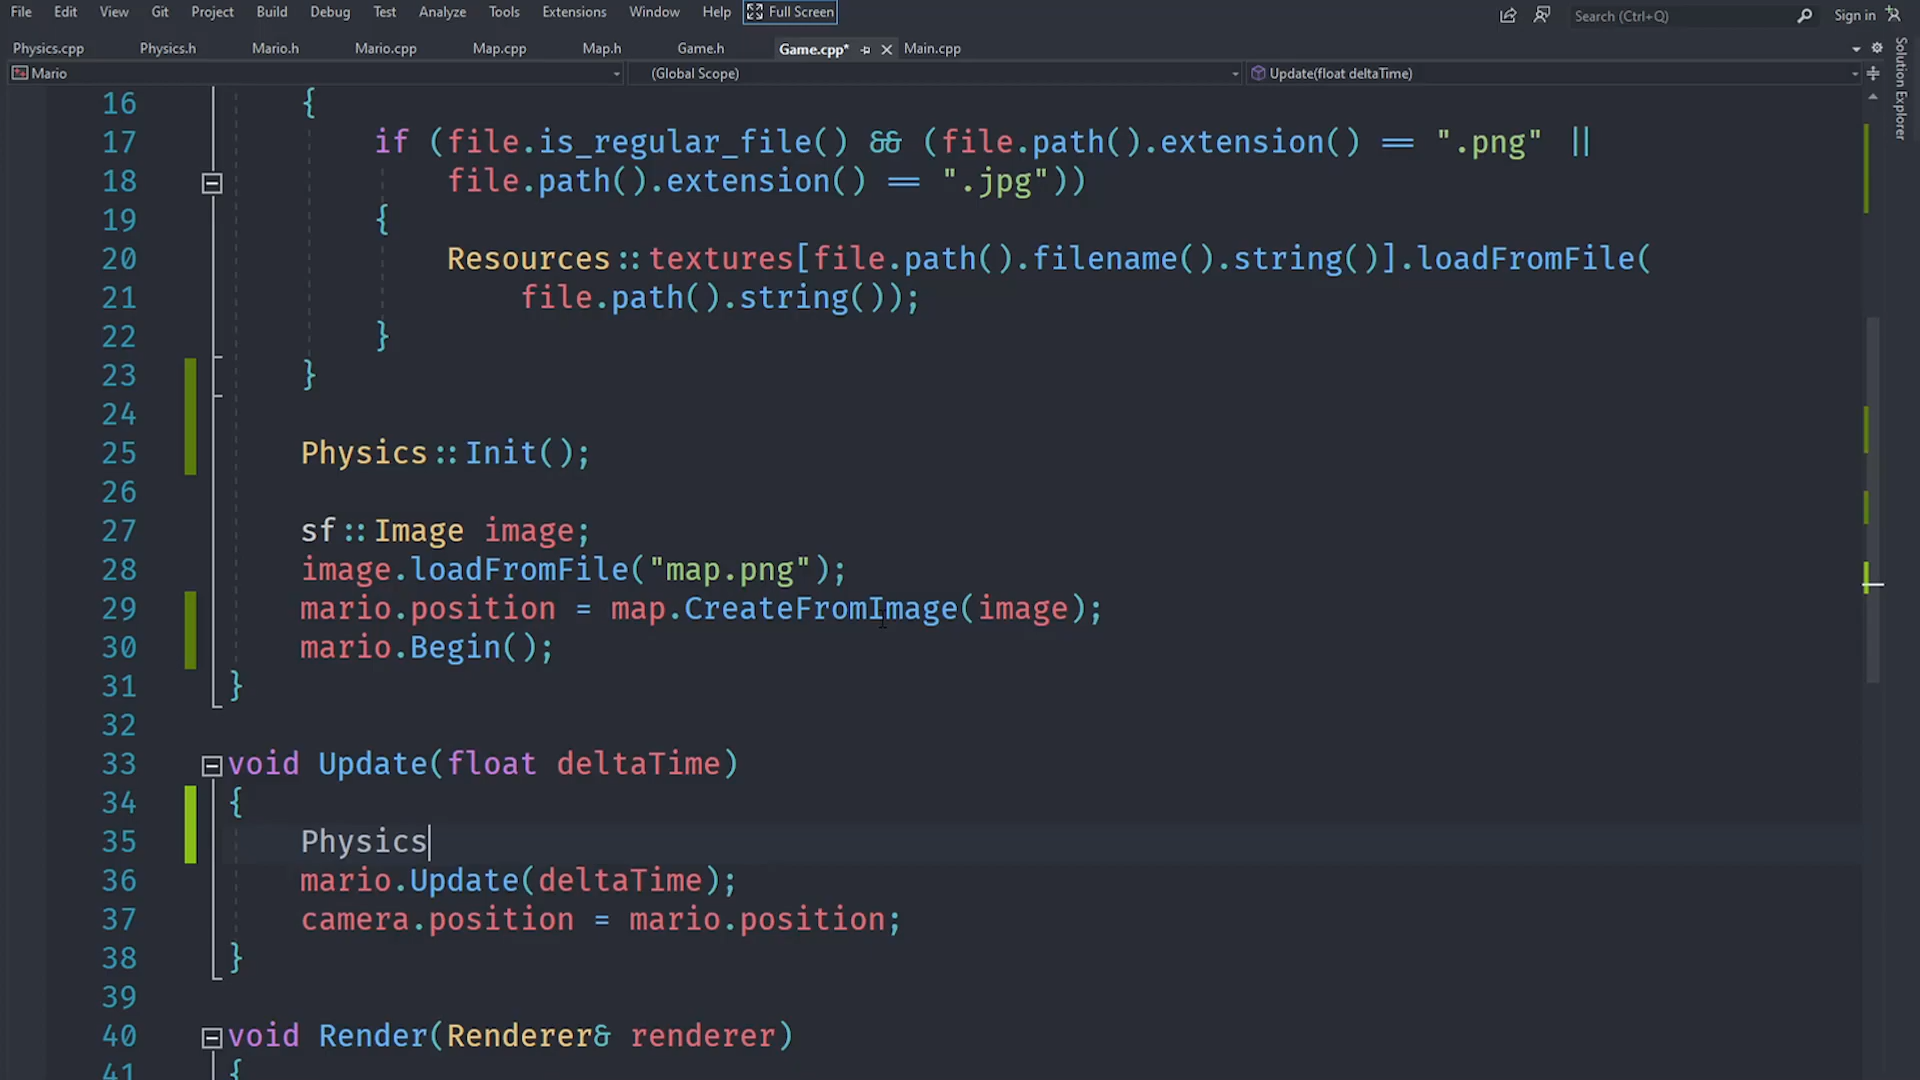 File Edit View Git Project Build Debug Test Analyze Tools Extensions Window Help Full Screen Search (Ctrl+Q) Sign in
Physics.cpp Physics.h Mario.h Mario.cpp Map.cpp Map.h Game.h Game.cpp* Main.cpp
Mario (Global Scope) Update(float deltaTime)
Solution Explorer
16 {
17 if (file.is_regular_file() && (file.path().extension() == ".png" ||
18 file.path().extension() == ".jpg"))
19 {
20 Resources::textures[file.path().filename().string()].loadFromFile(
21 file.path().string());
22 }
23 }
24
25 Physics::Init();
26
27 sf::Image image;
28 image.loadFromFile("map.png");
29 mario.position = map.CreateFromImage(image);
30 mario.Begin();
31 }
32
33 void Update(float deltaTime)
34 {
35 Physics
36 mario.Update(deltaTime);
37 camera.position = mario.position;
38 }
39
40 void Render(Renderer& renderer)
41 {